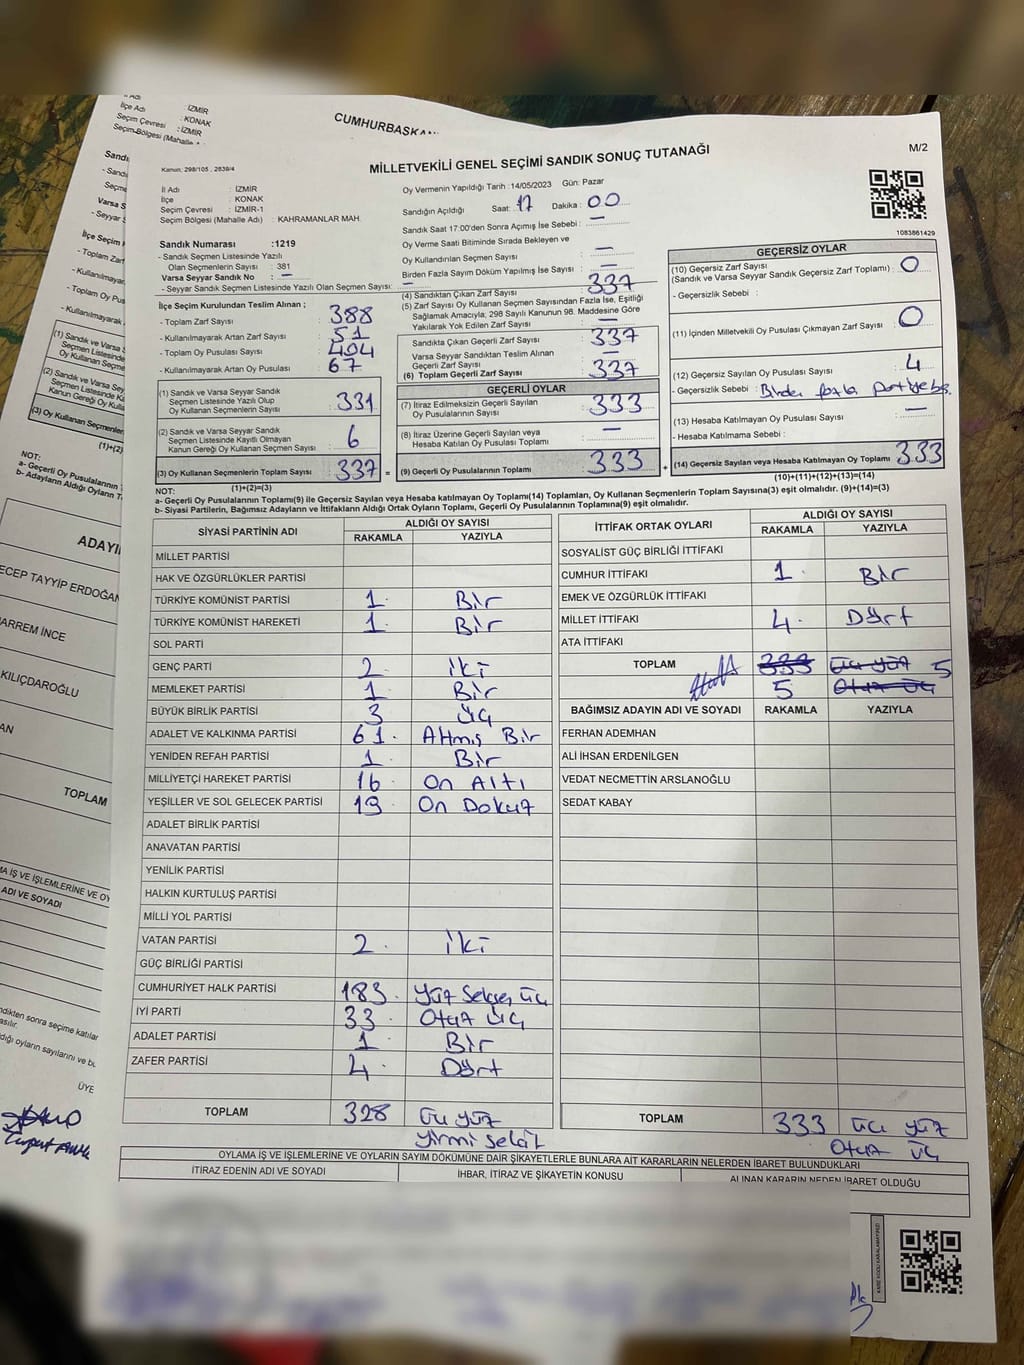 İlçe Adı
Seçim Çevresi
Seçim Bölgesi (Mahalle
: İZMİR
: KONAK
: İZMİR
CUMHURBAŞKA
MİLLETVEKİLİ GENEL SEÇİMİ SANDIK SONUÇ TUTANAĞI
M/2
Kanun: 298/105 , 2839/4
İl Adı : İZMİR
İlçe : KONAK
Seçim Çevresi : İZMİR-1
Seçim Bölgesi (Mahalle Adı) : KAHRAMANLAR MAH.
Sandık Numarası :1219
- Sandık Seçmen Listesinde Yazılı
Olan Seçmenlerin Sayısı : 381
Varsa Seyyar Sandık No : —
- Seyyar Sandık Seçmen Listesinde Yazılı Olan Seçmen Sayısı: —
Oy Vermenin Yapıldığı Tarih :14/05/2023 Gün: Pazar
Sandığın Açıldığı Saat: 17 Dakika : 00
Sandık Saat 17:00'den Sonra Açımış İse Sebebi : —
Oy Verme Saati Bitiminde Sırada Bekleyen ve
Oy Kullandırılan Seçmen Sayısı : —
Birden Fazla Sayım Döküm Yapılmış İse Sayısı : —
1083861429
İlçe Seçim Kurulundan Teslim Alınan ;
- Toplam Zarf Sayısı : 388
- Kullanılmayarak Artan Zarf Sayısı : 51
- Toplam Oy Pusulası Sayısı : 404
- Kullanılmayarak Artan Oy Pusulası : 67
(1) Sandık ve Varsa Seyyar Sandık
Seçmen Listesinde Yazılı Olup
Oy Kullanan Seçmenlerin Sayısı : 331
(2) Sandık ve Varsa Seyyar Sandık
Seçmen Listesinde Kayıtlı Olmayan
Kanun Gereği Oy Kullanan Seçmen Sayısı : 6
(3) Oy Kullanan Seçmenlerin Toplam Sayısı 337 =
(1)+(2)=(3)
(4) Sandıktan Çıkan Zarf Sayısı : 337
(5) Zarf Sayısı Oy Kullanan Seçmen Sayısından Fazla İse, Eşitliği
Sağlamak Amacıyla; 298 Sayılı Kanunun 98. Maddesine Göre
Yakılarak Yok Edilen Zarf Sayısı : —
Sandıkta Çıkan Geçerli Zarf Sayısı : 337
Varsa Seyyar Sandıktan Teslim Alınan
Geçerli Zarf Sayısı : —
(6) Toplam Geçerli Zarf Sayısı : 337
GEÇERLİ OYLAR
(7) İtiraz Edilmeksizin Geçerli Sayılan
Oy Pusulalarının Sayısı : 333
(8) İtiraz Üzerine Geçerli Sayılan veya
Hesaba Katılan Oy Pusulası Toplamı : —
(9) Geçerli Oy Pusulalarının Toplamı 333 +
GEÇERSİZ OYLAR
(10) Geçersiz Zarf Sayısı
(Sandık ve Varsa Seyyar Sandık Geçersiz Zarf Toplamı) : 0
- Geçersizlik Sebebi :
(11) İçinden Milletvekili Oy Pusulası Çıkmayan Zarf Sayısı : 0
(12) Geçersiz Sayılan Oy Pusulası Sayısı : 4
- Geçersizlik Sebebi : Birden fazla
(13) Hesaba Katılmayan Oy Pusulası Sayısı : —
- Hesaba Katılmama Sebebi :
(14) Geçersiz Sayılan veya Hesaba Katılmayan Oy Toplamı 333
(10)+(11)+(12)+(13)=(14)
NOT:
a- Geçerli Oy Pusulalarının Toplamı(9) ile Geçersiz Sayılan veya Hesaba katılmayan Oy Toplamı(14) Toplamları, Oy Kullanan Seçmenlerin Toplam Sayısına(3) eşit olmalıdır. (9)+(14)=(3)
b- Siyasi Partilerin, Bağımsız Adayların ve İttifakların Aldığı Ortak Oyların Toplamı, Geçerli Oy Pusulalarının Toplamına(9) eşit olmalıdır.
SİYASİ PARTİNİN ADI ALDIĞI OY SAYISI
RAKAMLA YAZIYLA
MİLLET PARTİSİ
HAK VE ÖZGÜRLÜKLER PARTİSİ
TÜRKİYE KOMÜNİST PARTİSİ 1 Bir
TÜRKİYE KOMÜNİST HAREKETİ 1 Bir
SOL PARTİ
GENÇ PARTİ 2 iki
MEMLEKET PARTİSİ 1 Bir
BÜYÜK BİRLİK PARTİSİ 3 üç
ADALET VE KALKINMA PARTİSİ 61 Altmış Bir
YENİDEN REFAH PARTİSİ 1 Bir
MİLLİYETÇİ HAREKET PARTİSİ 16 On Altı
YEŞİLLER VE SOL GELECEK PARTİSİ 19 On Dokuz
ADALET BİRLİK PARTİSİ
ANAVATAN PARTİSİ
YENİLİK PARTİSİ
HALKIN KURTULUŞ PARTİSİ
MİLLİ YOL PARTİSİ
VATAN PARTİSİ 2 iki
GÜÇ BİRLİĞİ PARTİSİ
CUMHURİYET HALK PARTİSİ 183 Yüz Seksen üç
İYİ PARTİ 33 Otuz üç
ADALET PARTİSİ 1 Bir
ZAFER PARTİSİ 4 Dört
TOPLAM 328 üç yüz
yirmi sekiz
İTTİFAK ORTAK OYLARI ALDIĞI OY SAYISI
RAKAMLA YAZIYLA
SOSYALİST GÜÇ BİRLİĞİ İTTİFAKI
CUMHUR İTTİFAKI 1 Bir
EMEK VE ÖZGÜRLÜK İTTİFAKI
MİLLET İTTİFAKI 4 Dört
ATA İTTİFAKI
TOPLAM 333 üç yüz 5
5 Otuz üç
BAĞIMSIZ ADAYIN ADI VE SOYADI RAKAMLA YAZIYLA
FERHAN ADEMHAN
ALİ İHSAN ERDENİLGEN
VEDAT NECMETTİN ARSLANOĞLU
SEDAT KABAY
TOPLAM 333 üç yüz
Otuz üç
OYLAMA İŞ VE İŞLEMLERİNE VE OYLARIN SAYIM DÖKÜMÜNE DAİR ŞİKAYETLERLE BUNLARA AİT KARARLARIN NELERDEN İBARET BULUNDUKLARI
İTİRAZ EDENİN ADI VE SOYADI İHBAR, İTİRAZ VE ŞİKAYETİN KONUSU ALINAN KARARIN NEDEN İBARET OLDUĞU
ADAYI
ECEP TAYYİP ERDOĞAN
ARREM İNCE
KILIÇDAROĞLU
AN
TOPLAM
ADI VE SOYADI
ÜYE